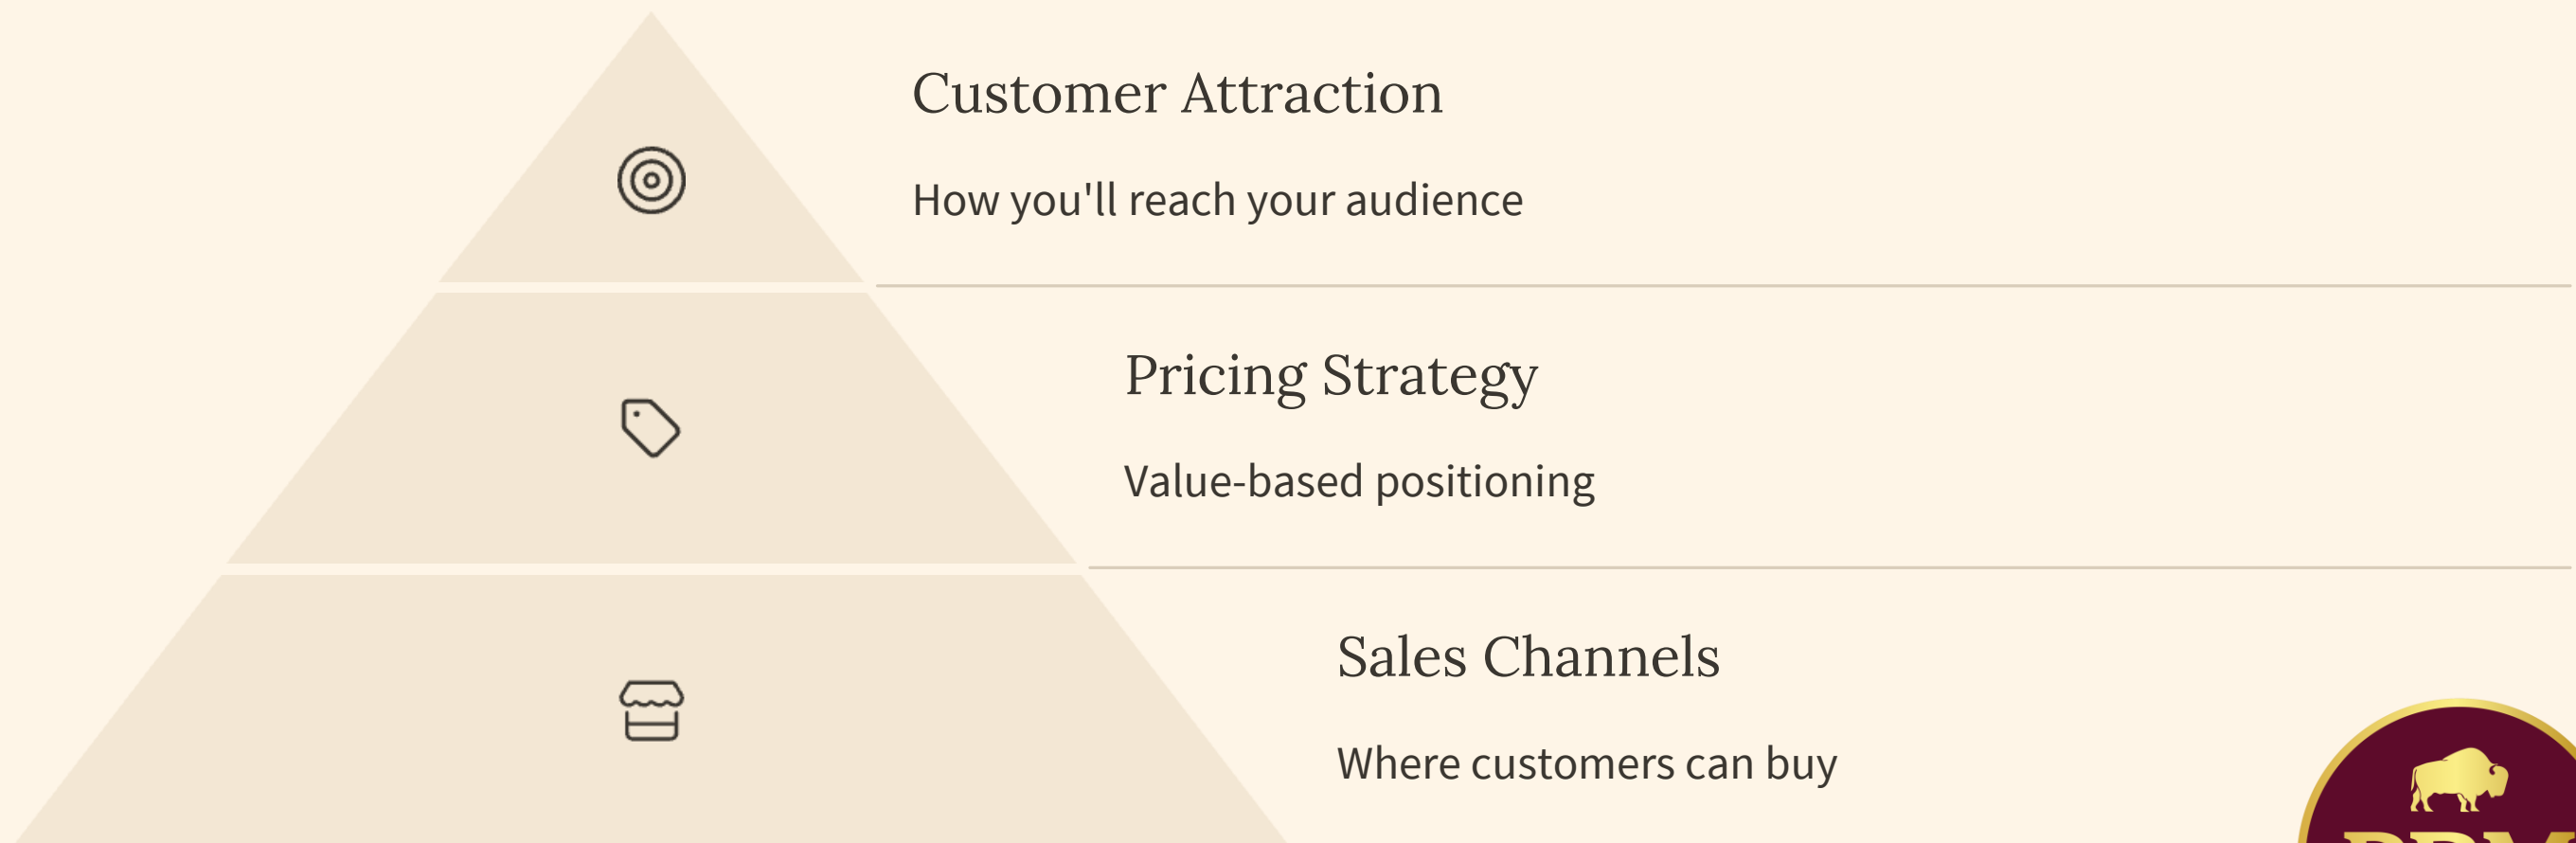 Customer Attraction
How you'll reach your audience
Pricing Strategy
Value-based positioning
Sales Channels
Where customers can buy